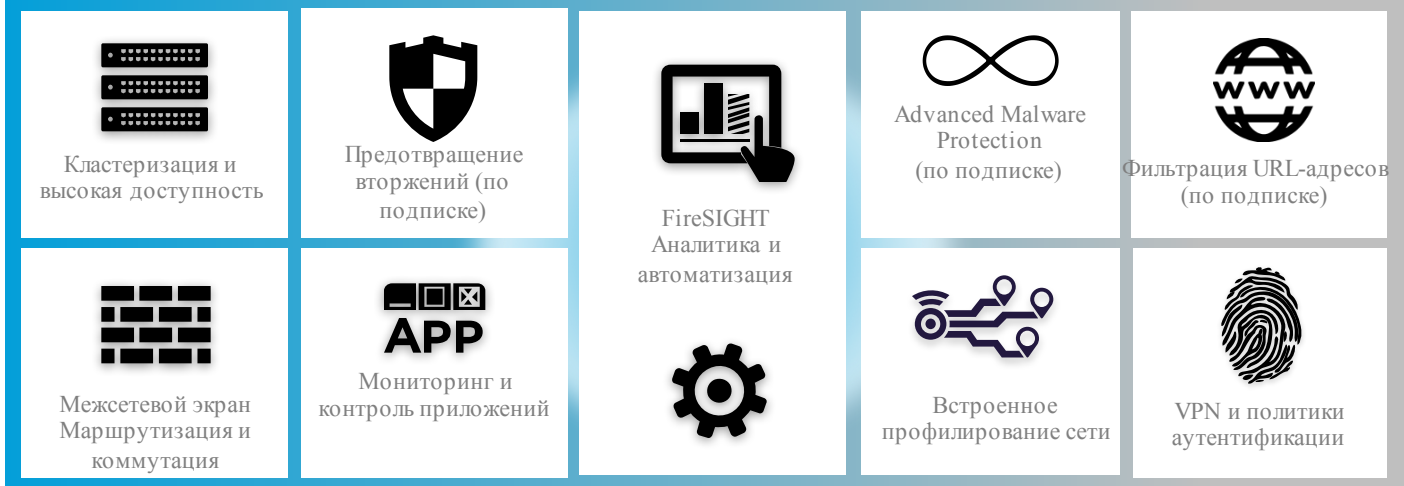 Кластеризация и
высокая доступность
Предотвращение
вторжений (по
подписке)
FireSIGHT
Аналитика и
автоматизация
Advanced Malware
Protection
(по подписке)
WWW
Фильтрация URL-адресов
(по подписке)
Межсетевой экран
Маршрутизация и
коммутация
APP
Мониторинг и
контроль приложений
Встроенное
профилирование сети
VPN и политики
аутентификации